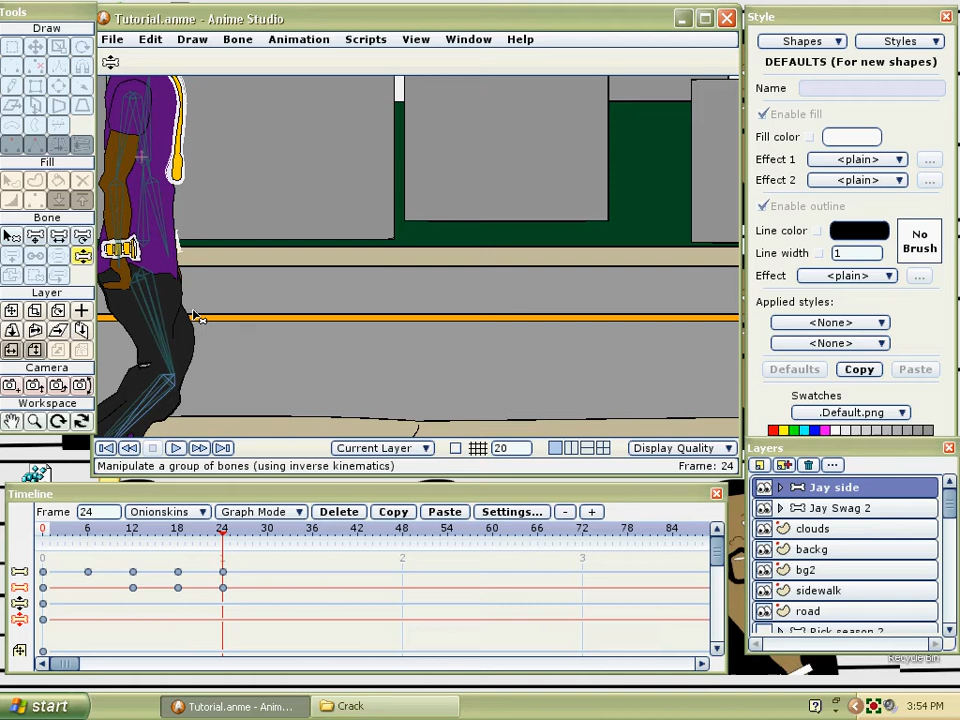 Tools
Draw
Fill
Bone
Layer
Camera
Workspace
Tutorial.anme - Anime Studio
File Edit Draw Bone Animation Scripts View Window Help
Current Layer
20
Display Quality
Manipulate a group of bones (using inverse kinematics)
Frame: 24
Style
Shapes
Styles
DEFAULTS (For new shapes)
Name
Enable fill
Fill color
Effect 1 <plain> ...
Effect 2 <plain> ...
Enable outline
Line color
No Brush
Line width 1
Effect <plain> ...
Applied styles:
<None>
<None>
Defaults Copy Paste
Swatches
.Default.png
Layers
...
Jay side
Jay Swag 2
clouds
backg
bg2
sidewalk
road
Rick season 2
Timeline
Frame 24 Onionskins Graph Mode Delete Copy Paste Settings... - +
0 6 12 18 24 30 36 42 48 54 60 66 72 78 84
0 1 2 3
Recycle Bin
start
Tutorial.anme - Anim...
Crack
3:54 PM